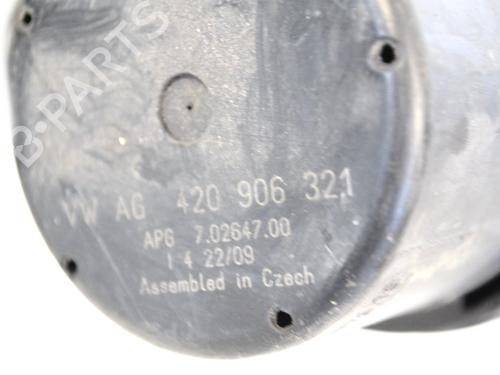 B-PARTS
VW AG 420 906 321
APG 7.02647.00
1 4 22/09
Assembled in Czech